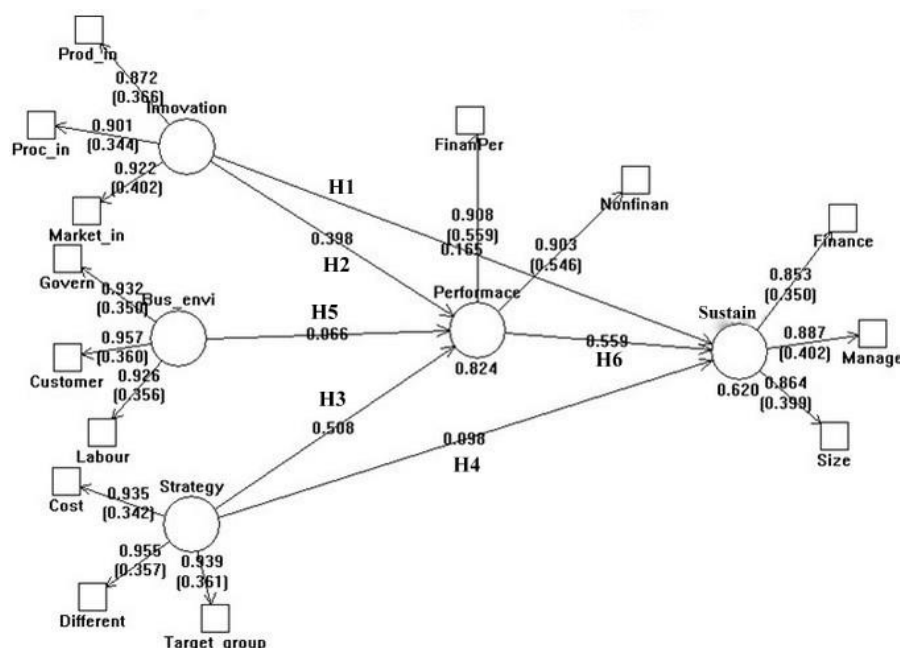 Prod_in
0.872
(0.366)
Innovation
Proc_in
0.901
(0.344)
0.922
(0.402)
Market_in
Govern
0.932
(0.350)
Bus_envi
0.957
(0.360)
Customer
0.926
(0.356)
Labour
Strategy
Cost
0.935
(0.342)
0.955
(0.357)
Different
0.939
(0.361)
Target_group
H1
0.165
0.398
H2
H5
0.066
H3
0.508
0.098
H4
FinanPer
0.908
(0.559)
Nonfinan
0.903
(0.546)
Performace
0.824
0.559
H6
Sustain
0.620
Finance
0.853
(0.350)
0.887
(0.402)
Manage
0.864
(0.399)
Size